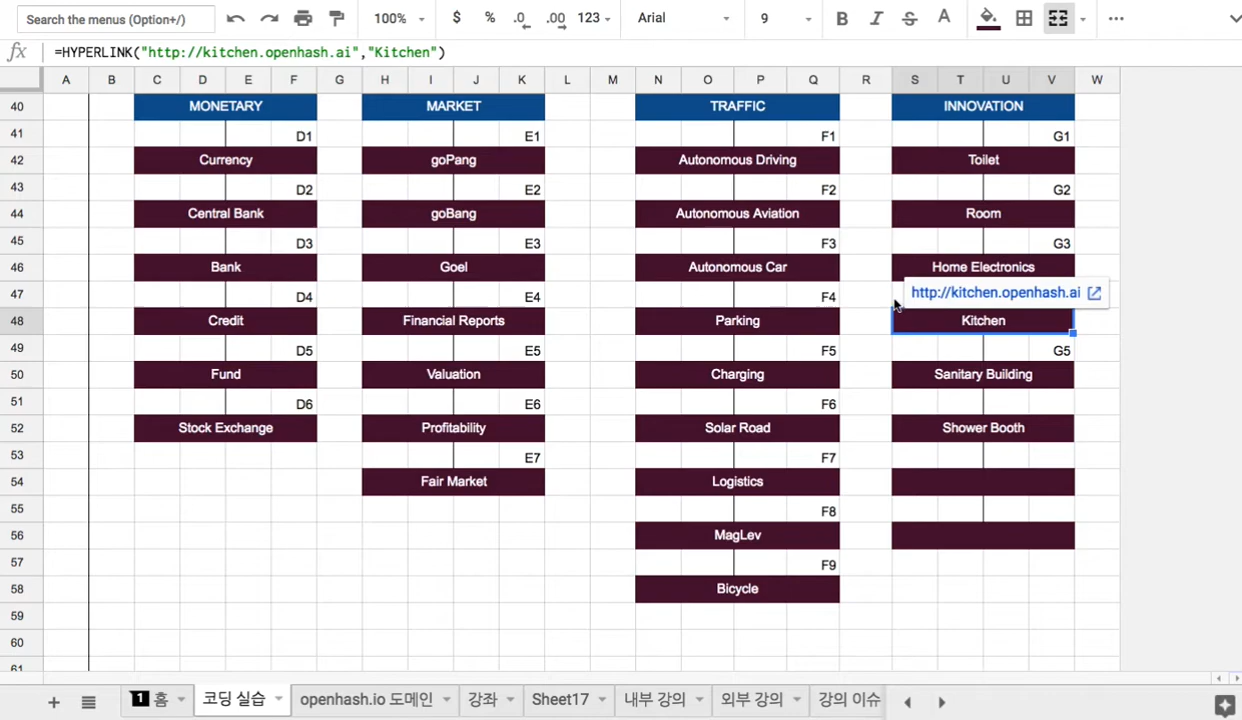 Search the menus (Option+/)
100%
$ % .0 .00 123
Arial
9
B I S A
fx =HYPERLINK("http://kitchen.openhash.ai","Kitchen")
A B C D E F G H I J K L M N O P Q R S T U V W
40 MONETARY MARKET TRAFFIC INNOVATION
41 D1 E1 F1 G1
42 Currency goPang Autonomous Driving Toilet
43 D2 E2 F2 G2
44 Central Bank goBang Autonomous Aviation Room
45 D3 E3 F3 G3
46 Bank Goel Autonomous Car Home Electronics
47 D4 E4 F4 http://kitchen.openhash.ai
48 Credit Financial Reports Parking Kitchen
49 D5 E5 F5 G5
50 Fund Valuation Charging Sanitary Building
51 D6 E6 F6
52 Stock Exchange Profitability Solar Road Shower Booth
53 E7 F7
54 Fair Market Logistics
55 F8
56 MagLev
57 F9
58 Bicycle
59
60
61
1 홈 코딩 실습 openhash.io 도메인 강좌 Sheet17 내부 강의 외부 강의 강의 이슈